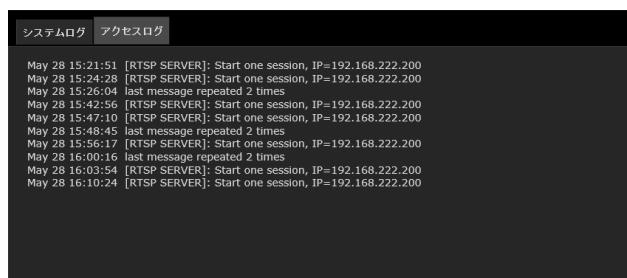 システムログ アクセスログ
May 28 15:21:51 [RTSP SERVER]: Start one session, IP=192.168.222.200
May 28 15:24:28 [RTSP SERVER]: Start one session, IP=192.168.222.200
May 28 15:26:04 last message repeated 2 times
May 28 15:42:56 [RTSP SERVER]: Start one session, IP=192.168.222.200
May 28 15:47:10 [RTSP SERVER]: Start one session, IP=192.168.222.200
May 28 15:48:45 last message repeated 2 times
May 28 15:56:17 [RTSP SERVER]: Start one session, IP=192.168.222.200
May 28 16:00:16 last message repeated 2 times
May 28 16:03:54 [RTSP SERVER]: Start one session, IP=192.168.222.200
May 28 16:10:24 [RTSP SERVER]: Start one session, IP=192.168.222.200